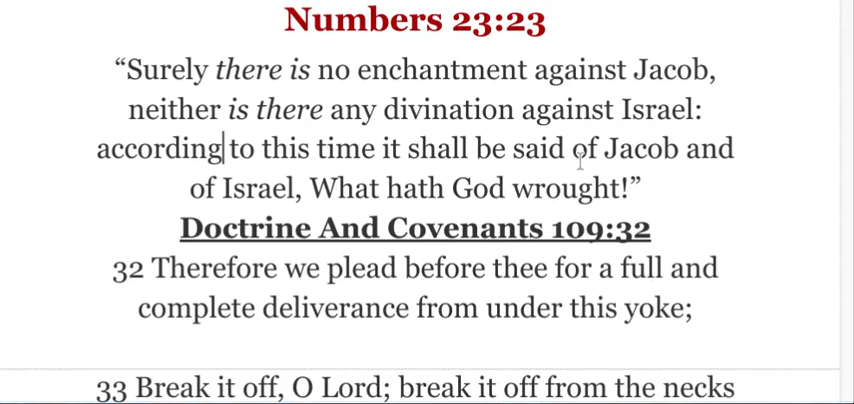 Numbers 23:23
“Surely there is no enchantment against Jacob,
neither is there any divination against Israel:
according to this time it shall be said of Jacob and
of Israel, What hath God wrought!”
Doctrine And Covenants 109:32
32 Therefore we plead before thee for a full and
complete deliverance from under this yoke;
33 Break it off, O Lord; break it off from the necks